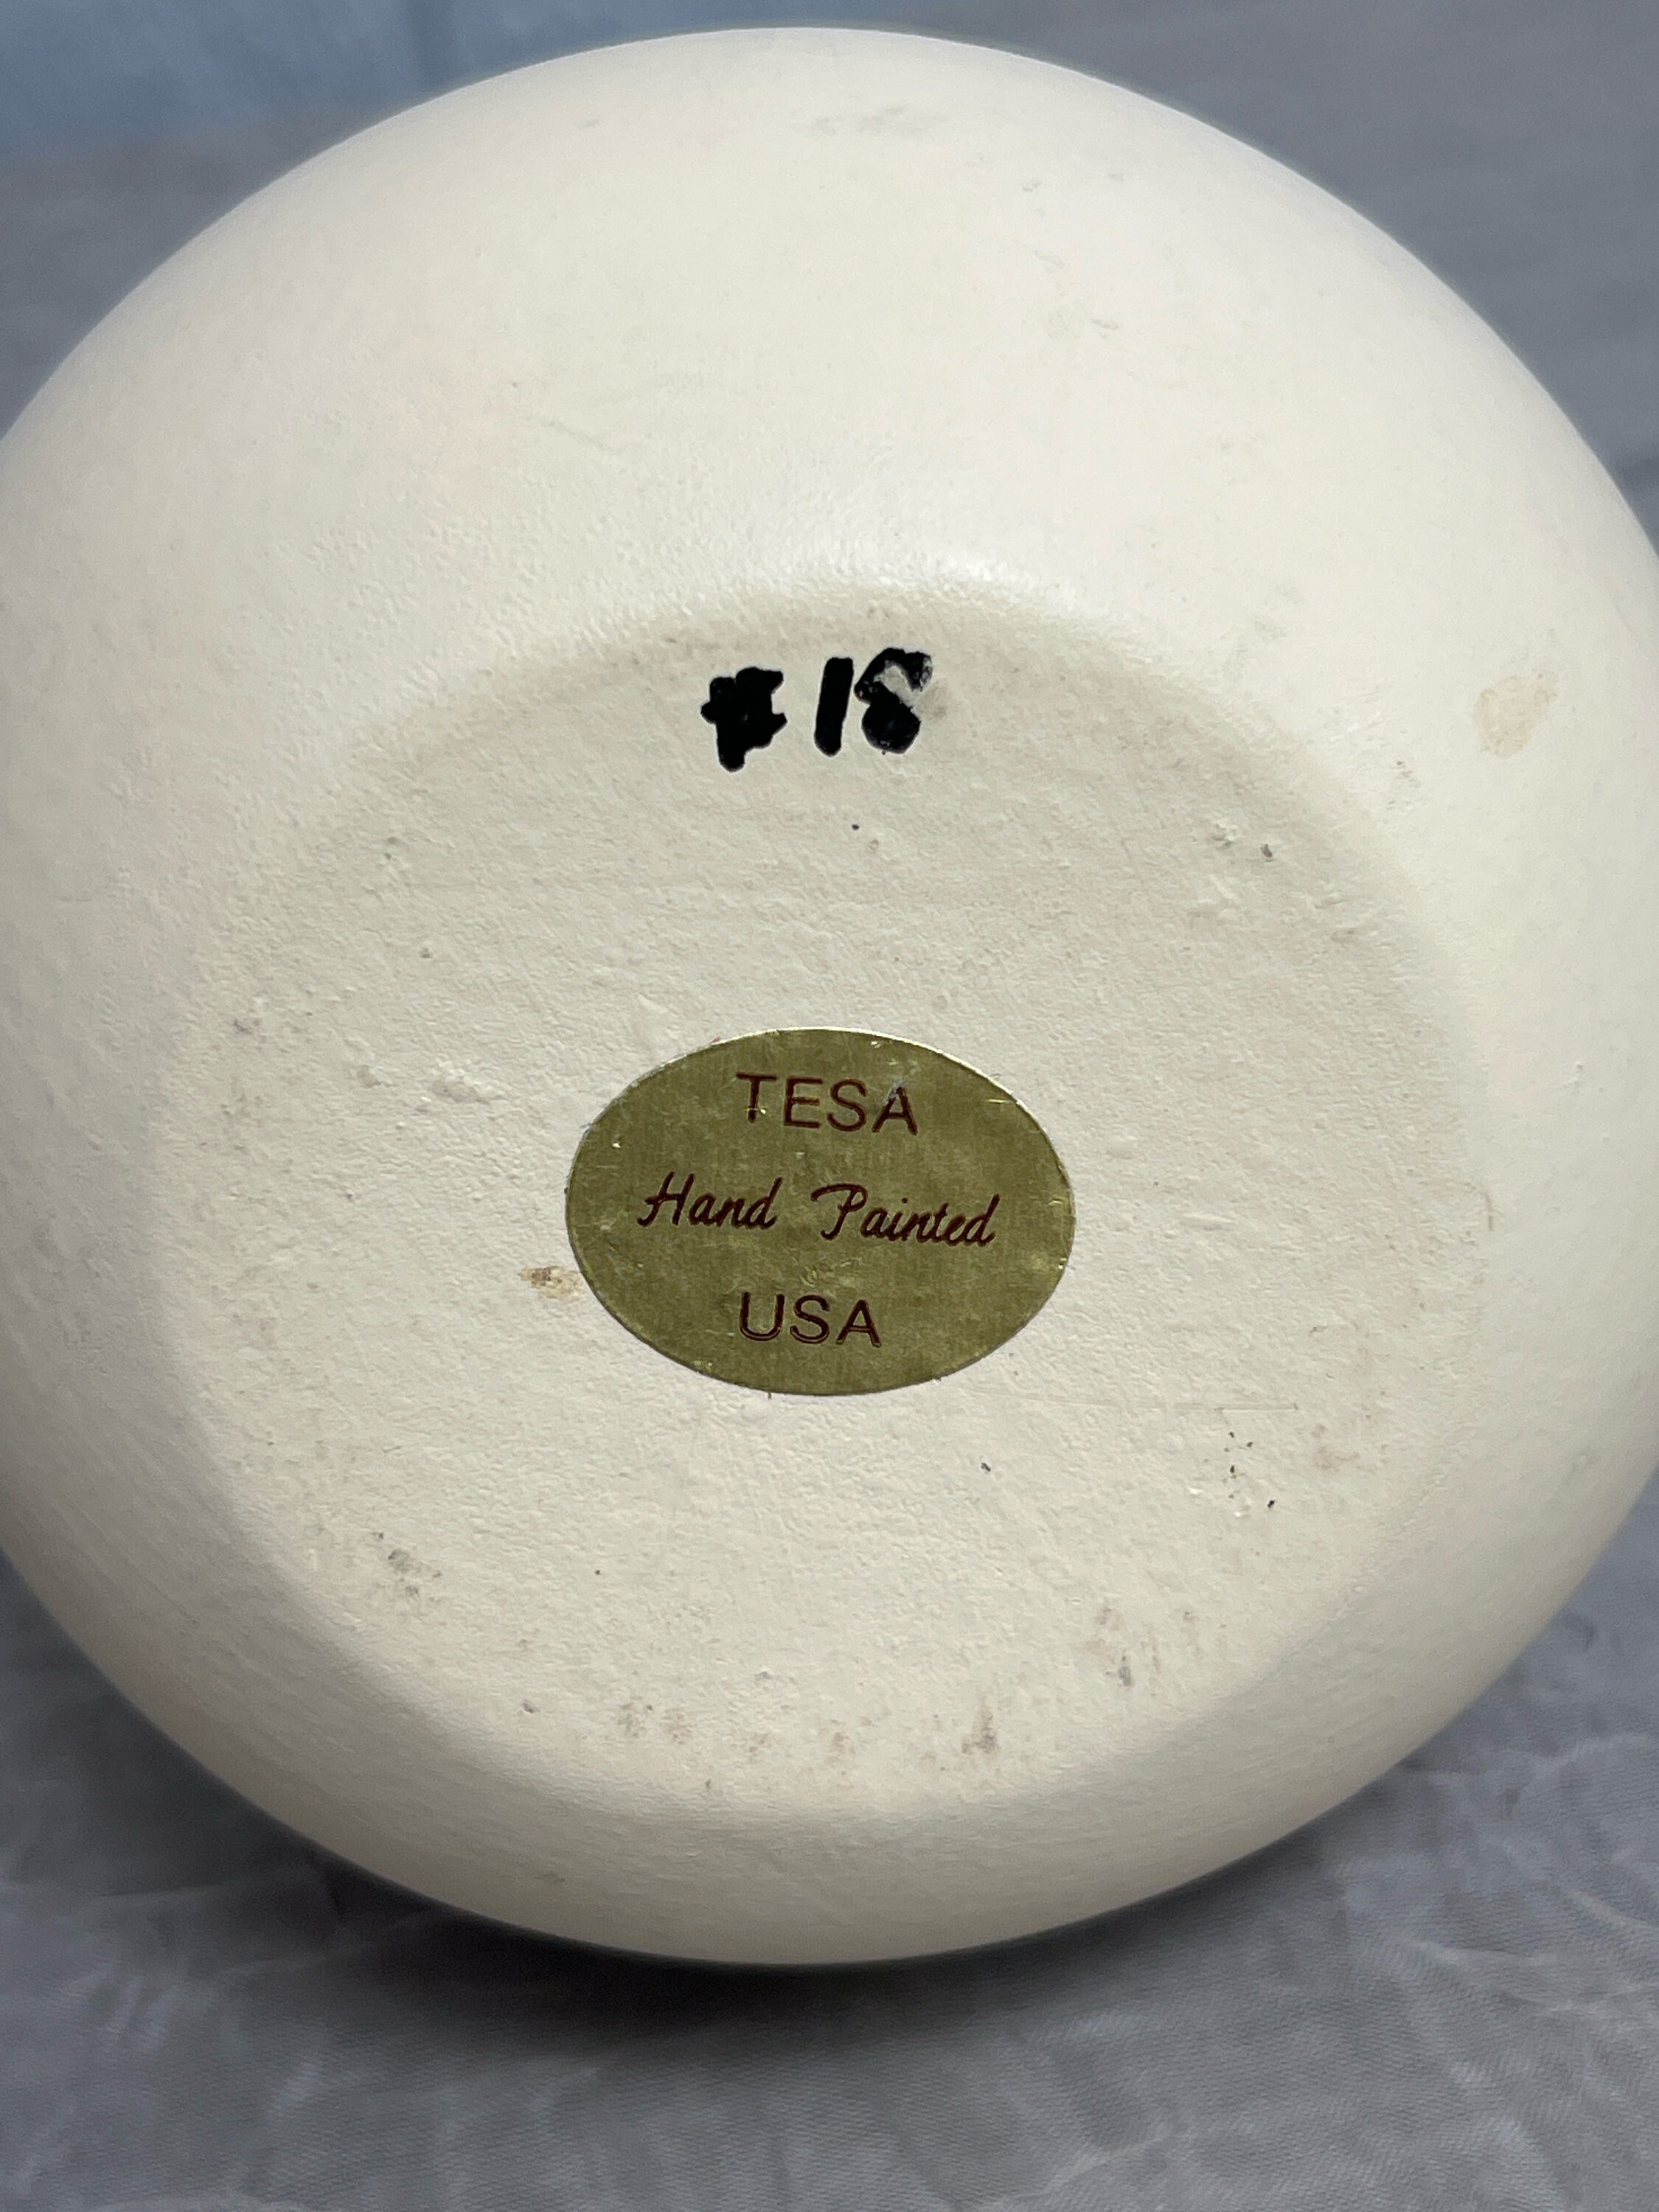 #18
TESA
Hand Painted
USA